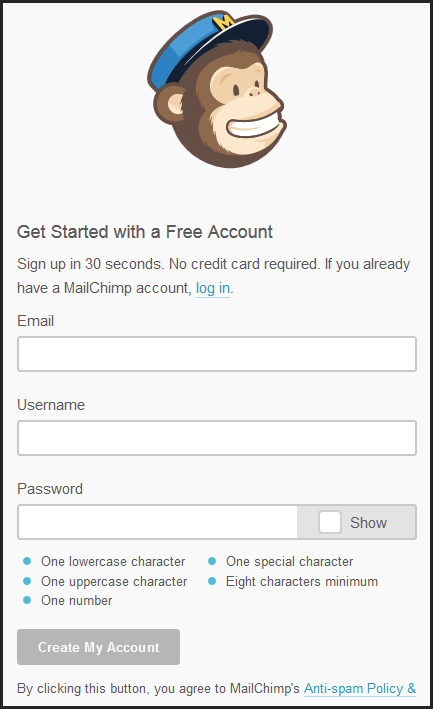 M
Get Started with a Free Account
Sign up in 30 seconds. No credit card required. If you already
have a MailChimp account, log in.
Email
Username
Password
Show
One lowercase character
One special character
One uppercase character
Eight characters minimum
One number
Create My Account
By clicking this button, you agree to MailChimp's Anti-spam Policy &